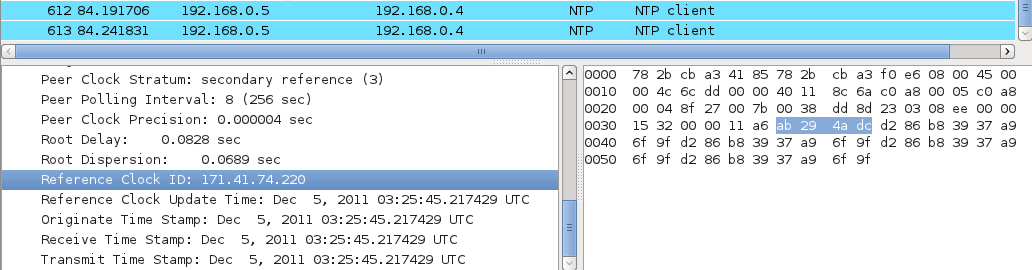 612 84.191706 192.168.0.5 192.168.0.4 NTP NTP client
613 84.241831 192.168.0.5 192.168.0.4 NTP NTP client
Peer Clock Stratum: secondary reference (3)
Peer Polling Interval: 8 (256 sec)
Peer Clock Precision: 0.000004 sec
Root Delay: 0.0828 sec
Root Dispersion: 0.0689 sec
Reference Clock ID: 171.41.74.220
Reference Clock Update Time: Dec 5, 2011 03:25:45.217429 UTC
Originate Time Stamp: Dec 5, 2011 03:25:45.217429 UTC
Receive Time Stamp: Dec 5, 2011 03:25:45.217429 UTC
Transmit Time Stamp: Dec 5, 2011 03:25:45.217429 UTC
0000 78 2b cb a3 41 85 78 2b cb a3 f0 e6 08 00 45 00
0010 00 4c 6c dd 00 00 40 11 8c 6a c0 a8 00 05 c0 a8
0020 00 04 8f 27 00 7b 00 38 dd 8d 23 03 08 ee 00 00
0030 15 32 00 00 11 a6 ab 29 4a dc d2 86 b8 39 37 a9
0040 6f 9f d2 86 b8 39 37 a9 6f 9f d2 86 b8 39 37 a9
0050 6f 9f d2 86 b8 39 37 a9 6f 9f